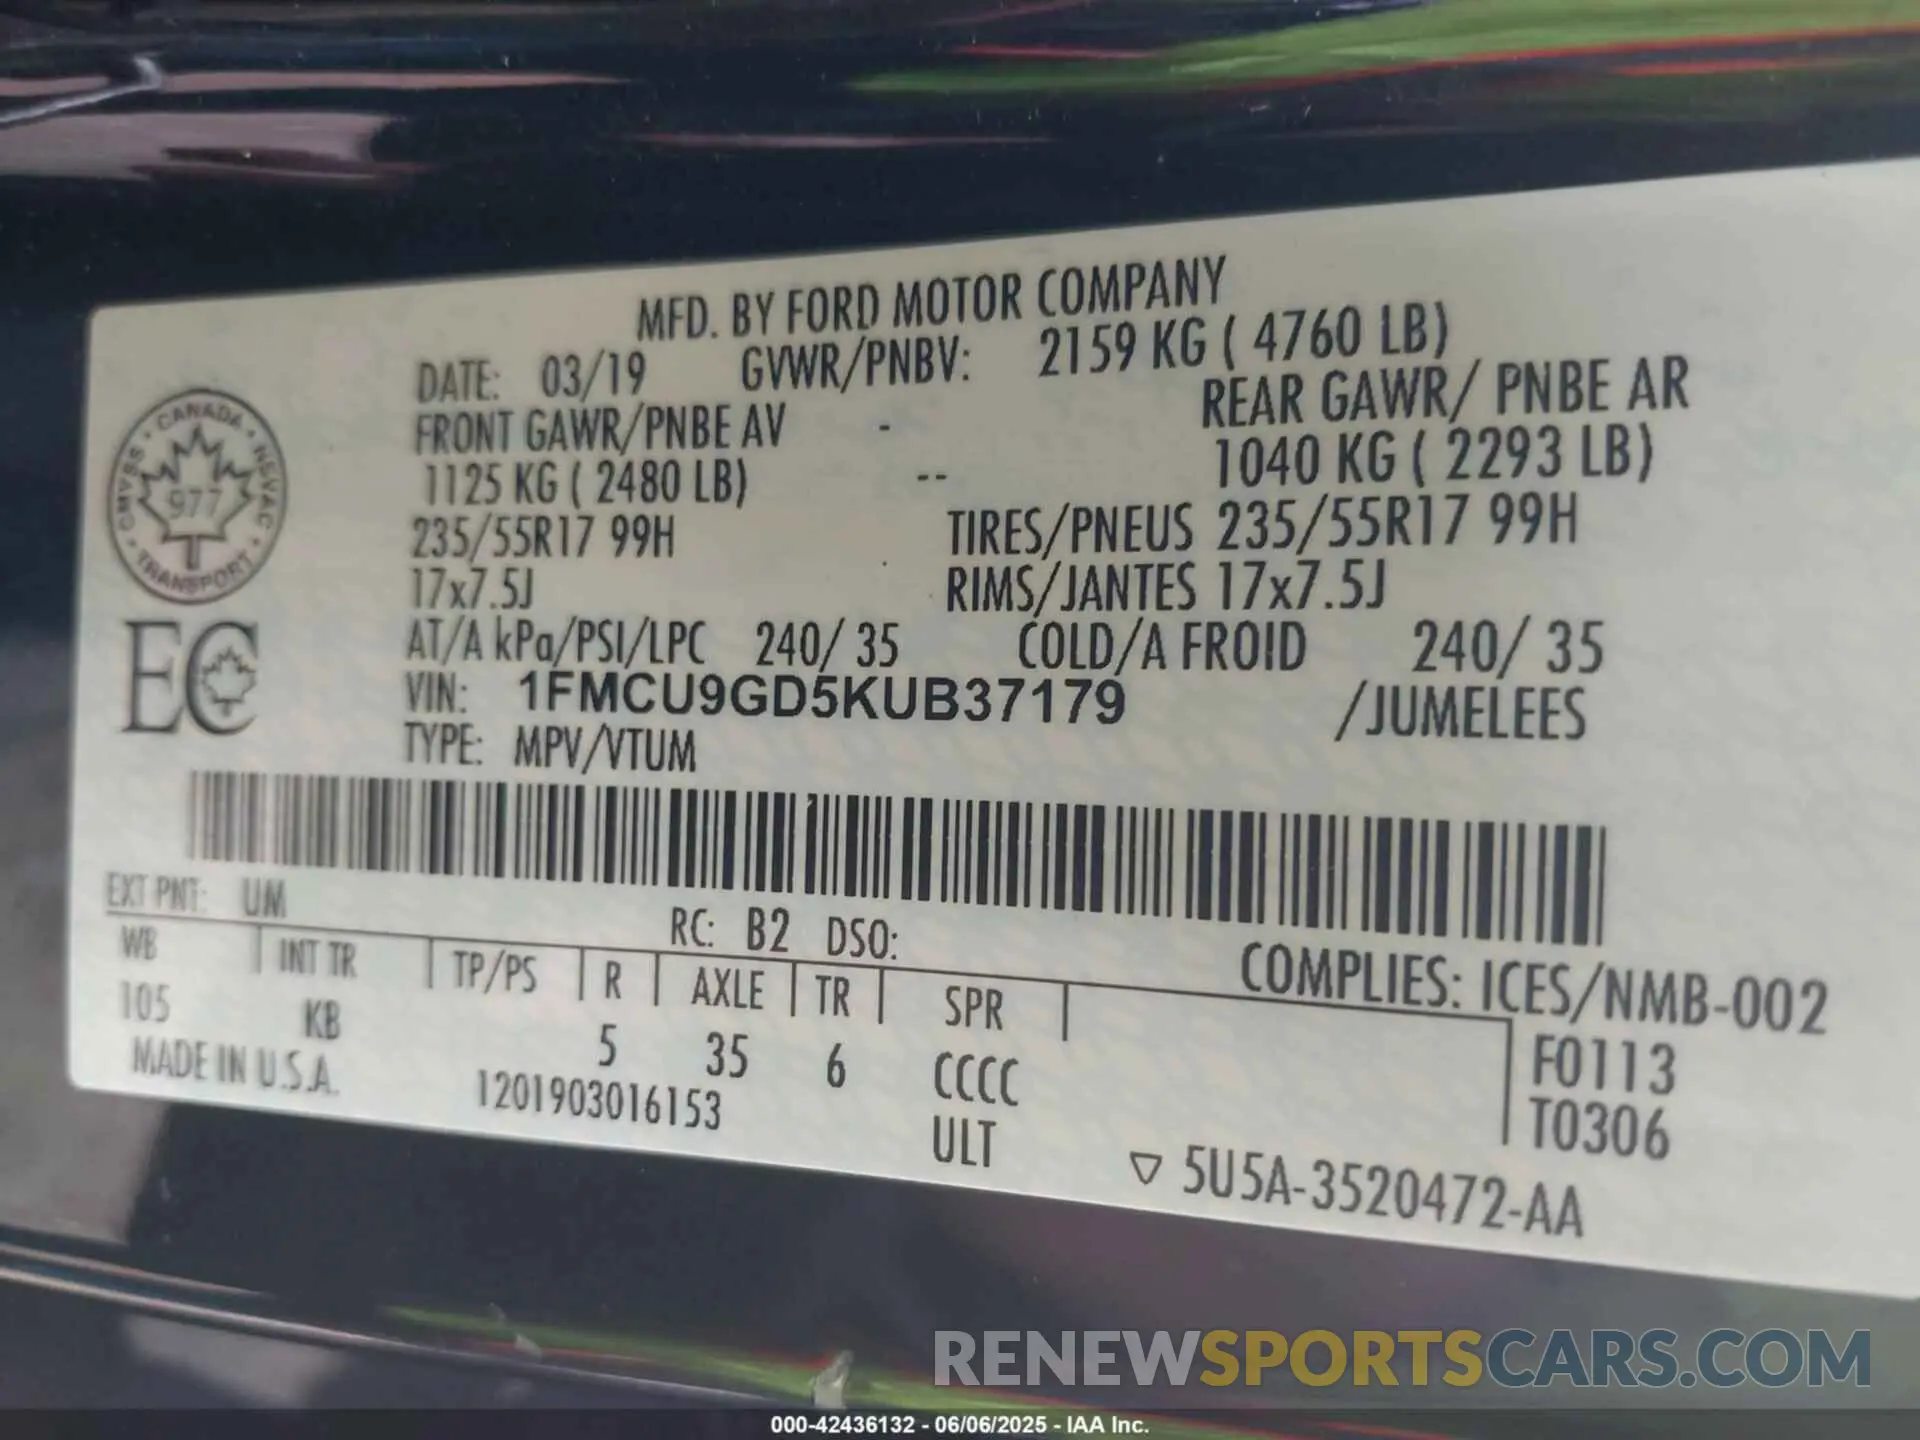 MFD. BY FORD MOTOR COMPANY
DATE: 03/19 GVWR/PNBV: 2159 KG ( 4760 LB)
FRONT GAWR/PNBE AV - REAR GAWR/ PNBE AR
1125 KG ( 2480 LB) -- 1040 KG ( 2293 LB)
235/55R17 99H TIRES/PNEUS 235/55R17 99H
17x7.5J RIMS/JANTES 17x7.5J
AT/A kPa/PSI/LPC 240/ 35 COLD/A FROID 240/ 35
VIN: 1FMCU9GD5KUB37179 /JUMELEES
TYPE: MPV/VTUM
CANADA • NSVAC • TRANSPORT • CMVSS
977
EC
EXT PNT: UM RC: B2 DSO:
COMPLIES: ICES/NMB-002
WB INT TR TP/PS R AXLE TR SPR
105 KB 5 35 6 CCCC
F0113
MADE IN U.S.A. 1201903016153 ULT
T0306
▽ 5U5A-3520472-AA
RENEWSPORTSCARS.COM
000-42436132 - 06/06/2025 - IAA Inc.